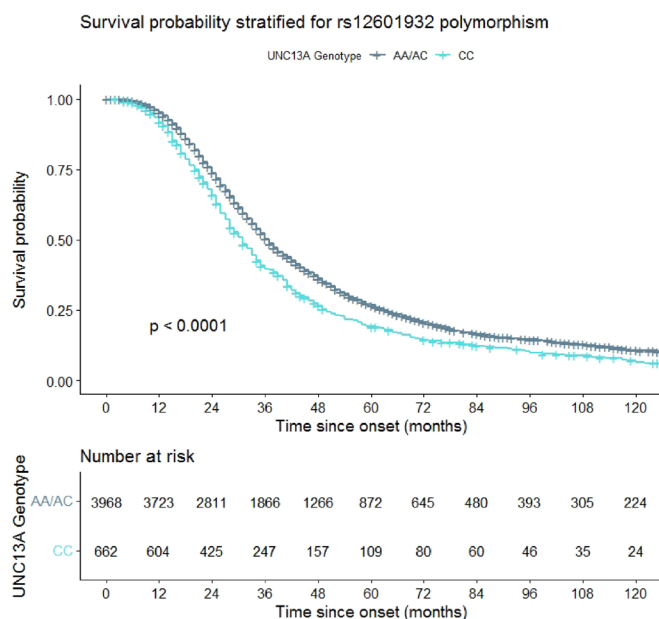 Survival probability stratified for rs12601932 polymorphism
UNC13A Genotype AA/AC CC
Survival probability
1.00
0.75
0.50
0.25
0.00
p < 0.0001
0 12 24 36 48 60 72 84 96 108 120
Time since onset (months)
Number at risk
UNC13A Genotype
AA/AC 3968 3723 2811 1866 1266 872 645 480 393 305 224
CC 662 604 425 247 157 109 80 60 46 35 24
0 12 24 36 48 60 72 84 96 108 120
Time since onset (months)